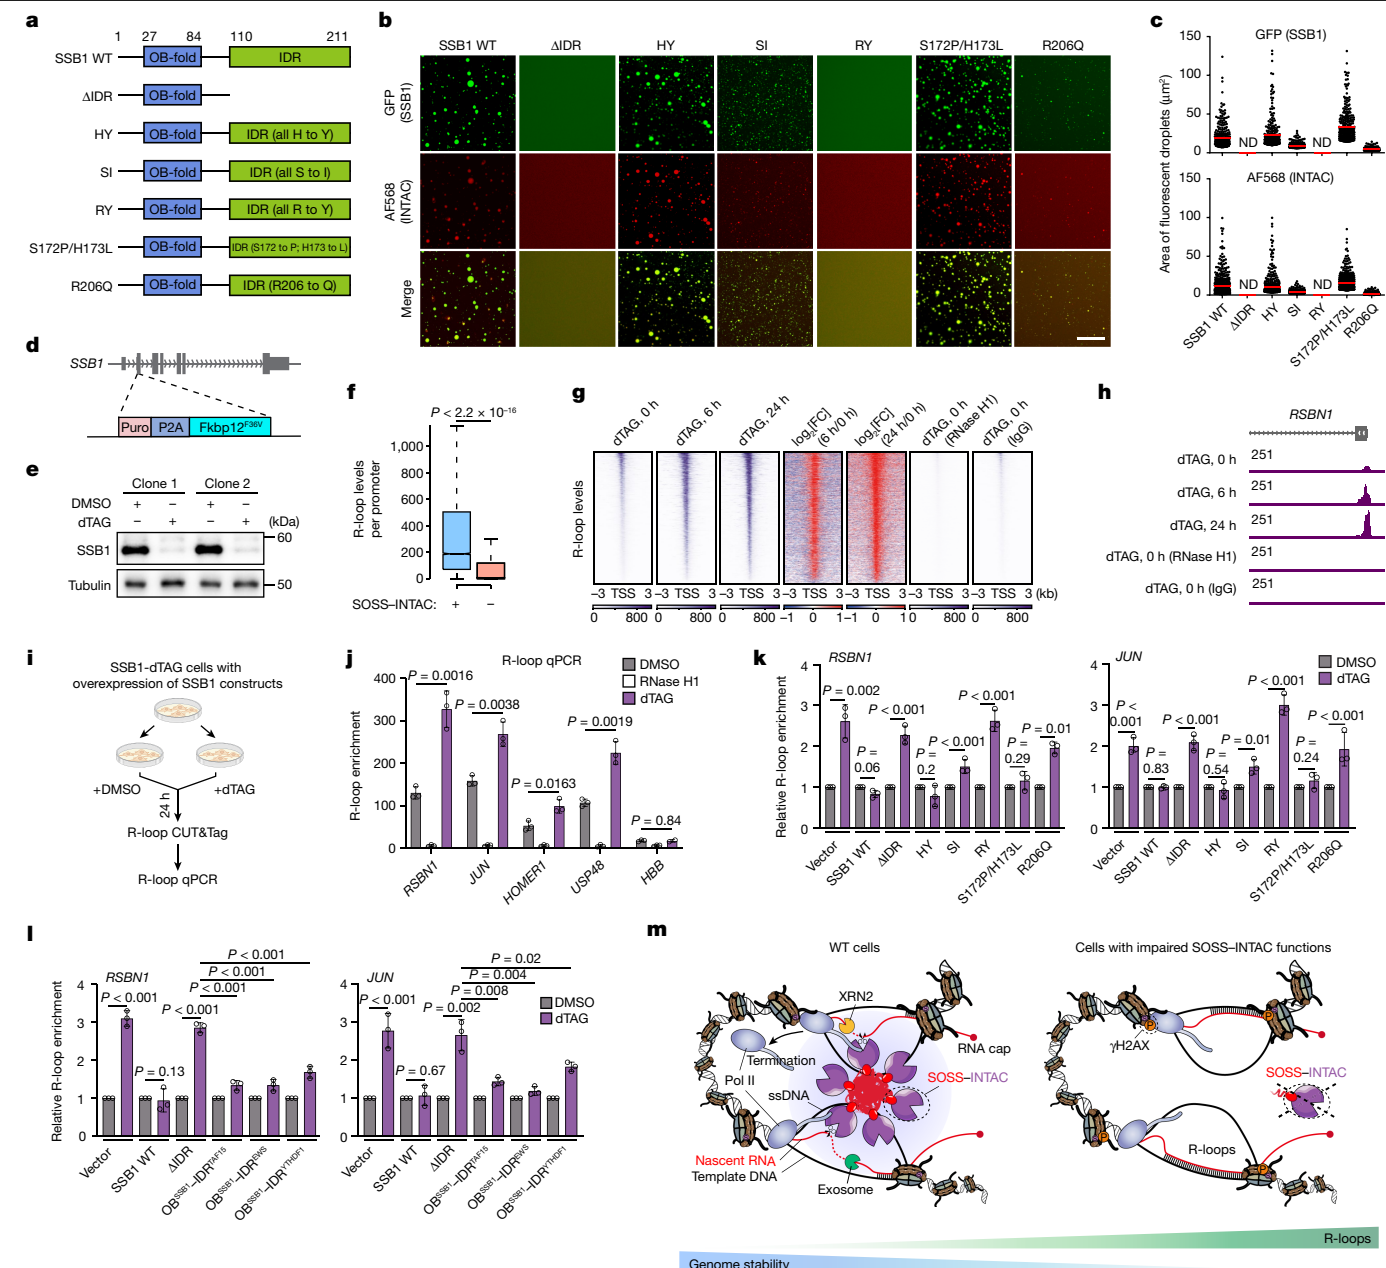 a
1 27 84 110 211
SSB1 WT OB-fold IDR
ΔIDR OB-fold
HY OB-fold IDR (all H to Y)
SI OB-fold IDR (all S to I)
RY OB-fold IDR (all R to Y)
S172P/H173L OB-fold IDR (S172 to P; H173 to L)
R206Q OB-fold IDR (R206 to Q)
b
SSB1 WT ΔIDR HY SI RY S172P/H173L R206Q
GFP (SSB1)
AF568 (INTAC)
Merge
c
Area of fluorescent droplets (μm²)
GFP (SSB1)
150
100
50
0
ND ND
AF568 (INTAC)
150
100
50
0
ND ND
SSB1 WT ΔIDR HY SI RY S172P/H173L R206Q
d
SSB1
Puro P2A Fkbp12F36V
e
Clone 1 Clone 2
DMSO + – + –
dTAG – + – + (kDa)
SSB1 60
Tubulin 50
f
P < 2.2 × 10⁻¹⁶
R-loop levels per promoter
1,000
800
600
400
200
0
SOSS–INTAC: + –
g
dTAG, 0 h
dTAG, 6 h
dTAG, 24 h
log₂[FC] (6 h/0 h)
log₂[FC] (24 h/0 h)
dTAG, 0 h (RNase H1)
dTAG, 0 h (IgG)
R-loop levels
–3 TSS 3 –3 TSS 3 –3 TSS 3 –3 TSS 3 –3 TSS 3 –3 TSS 3 –3 TSS 3 (kb)
0 800 0 800 0 800 –1 0 1 –1 0 1 0 800 0 800
h
RSBN1
dTAG, 0 h 251
dTAG, 6 h 251
dTAG, 24 h 251
dTAG, 0 h (RNase H1) 251
dTAG, 0 h (IgG) 251
i
SSB1-dTAG cells with
overexpression of SSB1 constructs
+DMSO +dTAG
24 h
R-loop CUT&Tag
R-loop qPCR
j
R-loop qPCR
DMSO
RNase H1
dTAG
R-loop enrichment
400
300
200
100
0
P = 0.0016
P = 0.0038
P = 0.0163
P = 0.0019
P = 0.84
RSBN1 JUN HOMER1 USP48 HBB
k
RSBN1
DMSO
dTAG
Relative R-loop enrichment
4
3
2
1
0
P = 0.002
P = 0.06
P < 0.001
P = 0.2
P < 0.001
P < 0.001
P = 0.29
P = 0.01
Vector SSB1 WT ΔIDR HY SI RY S172P/H173L R206Q
JUN
DMSO
dTAG
4
3
2
1
0
P < 0.001
P = 0.83
P < 0.001
P = 0.54
P = 0.01
P < 0.001
P = 0.24
P < 0.001
Vector SSB1 WT ΔIDR HY SI RY S172P/H173L R206Q
l
RSBN1
Relative R-loop enrichment
4
3
2
1
0
P < 0.001
P = 0.13
P < 0.001
P < 0.001
P < 0.001
P < 0.001
Vector SSB1 WT ΔIDR OBSSB1–IDRTAF15 OBSSB1–IDREWS OBSSB1–IDRYTHDF1
JUN
DMSO
dTAG
4
3
2
1
0
P < 0.001
P = 0.67
P = 0.002
P = 0.008
P = 0.004
P = 0.02
Vector SSB1 WT ΔIDR OBSSB1–IDRTAF15 OBSSB1–IDREWS OBSSB1–IDRYTHDF1
m
WT cells
XRN2
Termination
Pol II
ssDNA
RNA cap
SOSS–INTAC
Nascent RNA
Template DNA
Exosome
Cells with impaired SOSS–INTAC functions
P
P
γH2AX
SOSS–INTAC
R-loops
P
P
R-loops
Genome stability